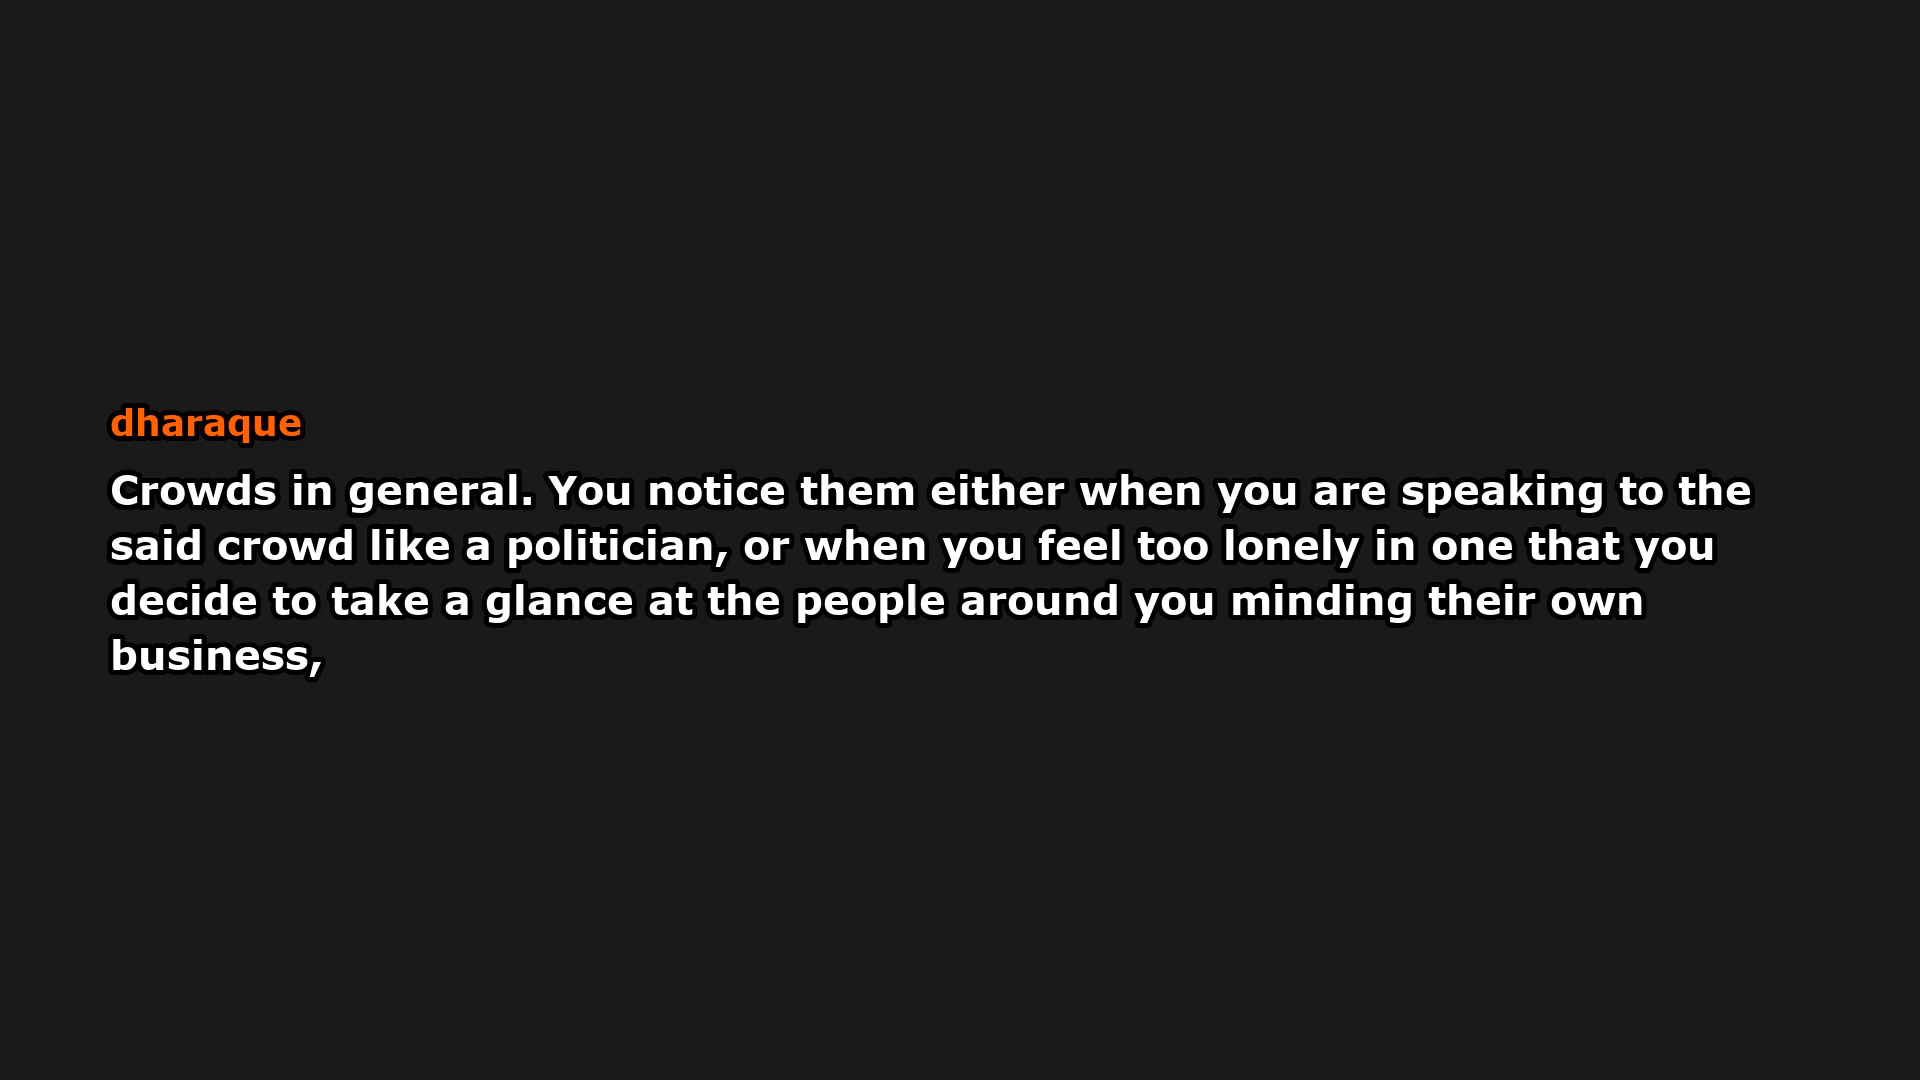 dharaque
Crowds in general. You notice them either when you are speaking to the
said crowd like a politician, or when you feel too lonely in one that you
decide to take a glance at the people around you minding their own
business,